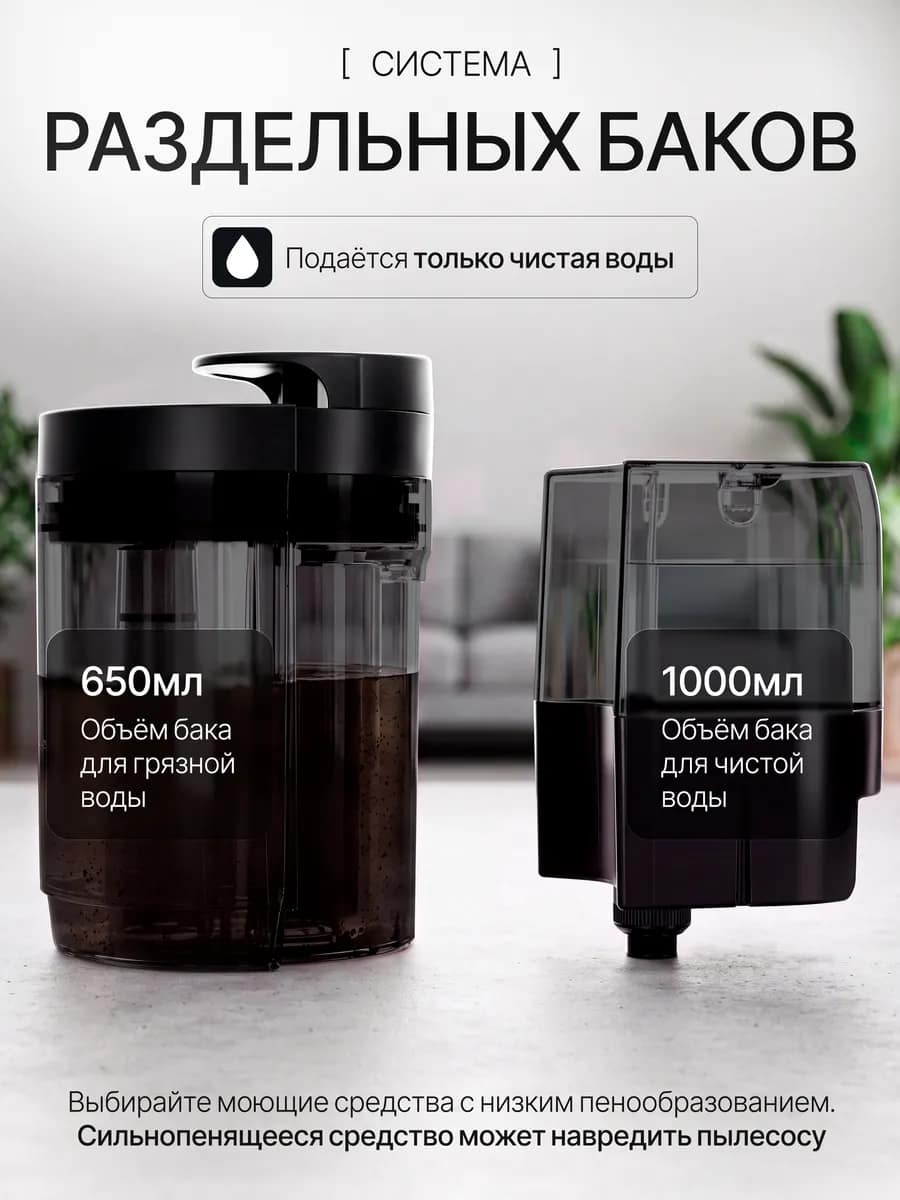 [ СИСТЕМА ]
РАЗДЕЛЬНЫХ БАКОВ
Подаётся только чистая воды
650мл
Объём бака
для грязной
воды
1000мл
Объём бака
для чистой
воды
Выбирайте моющие средства с низким пенообразованием.
Сильнопенящееся средство может навредить пылесосу